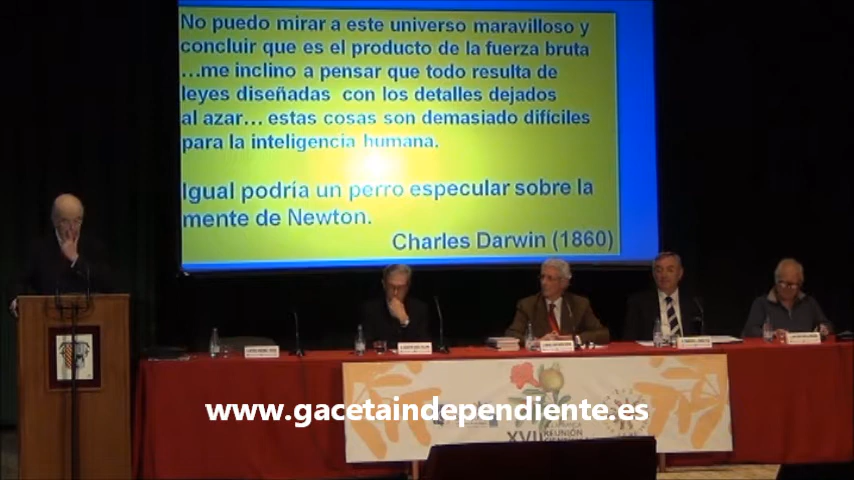 No puedo mirar a este universo maravilloso y
concluir que es el producto de la fuerza bruta
...me inclino a pensar que todo resulta de
leyes diseñadas con los detalles dejados
al azar... estas cosas son demasiado difíciles
para la inteligencia humana.
Igual podría un perro especular sobre la
mente de Newton.
Charles Darwin (1860)
www.gacetaindependiente.es
XVII
REUNIÓN